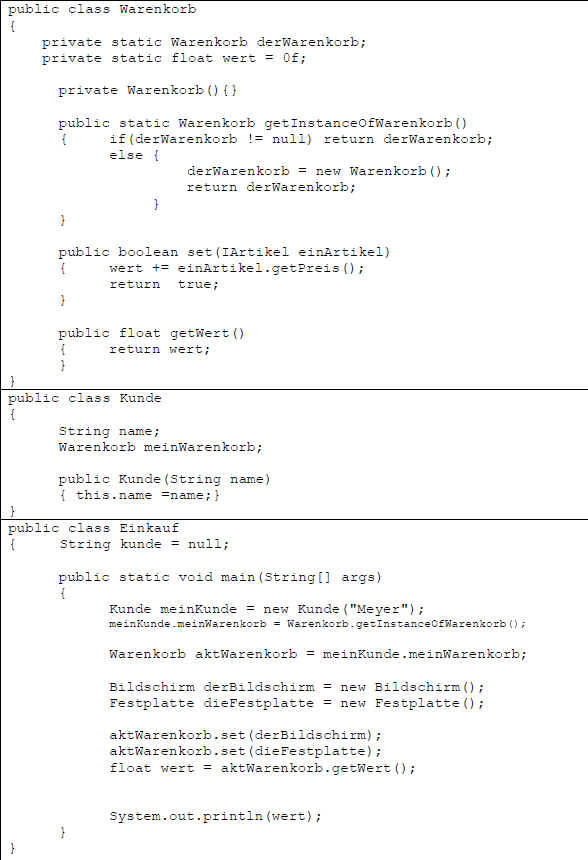 public class Warenkorb
{
private static Warenkorb derWarenkorb;
private static float wert = 0f;
private Warenkorb(){}
public static Warenkorb getInstanceOfWarenkorb()
{ if(derWarenkorb != null) return derWarenkorb;
else {
derWarenkorb = new Warenkorb();
return derWarenkorb;
}
}
public boolean set(IArtikel einArtikel)
{ wert += einArtikel.getPreis();
return true;
}
public float getWert()
{ return wert;
}
}
public class Kunde
{
String name;
Warenkorb meinWarenkorb;
public Kunde(String name)
{ this.name =name;}
}
public class Einkauf
{ String kunde = null;
public static void main(String[] args)
{
Kunde meinKunde = new Kunde("Meyer");
meinKunde.meinWarenkorb = Warenkorb.getInstanceOfWarenkorb();
Warenkorb aktWarenkorb = meinKunde.meinWarenkorb;
Bildschirm derBildschirm = new Bildschirm();
Festplatte dieFestplatte = new Festplatte();
aktWarenkorb.set(derBildschirm);
aktWarenkorb.set(dieFestplatte);
float wert = aktWarenkorb.getWert();
System.out.println(wert);
}
}